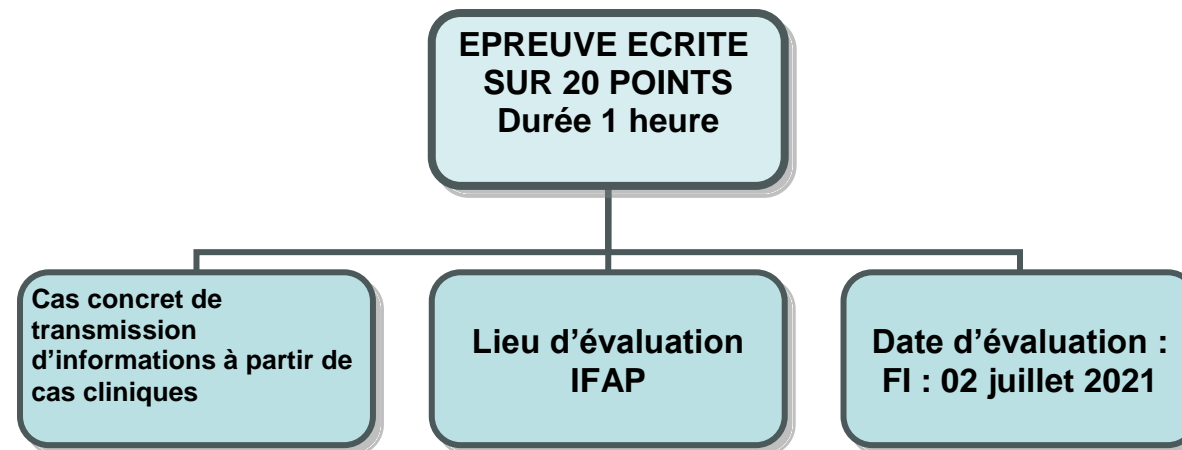 EPREUVE ECRITE
SUR 20 POINTS
Durée 1 heure
Cas concret de
transmission
d’informations à partir de
cas cliniques
Lieu d’évaluation
IFAP
Date d’évaluation :
FI : 02 juillet 2021